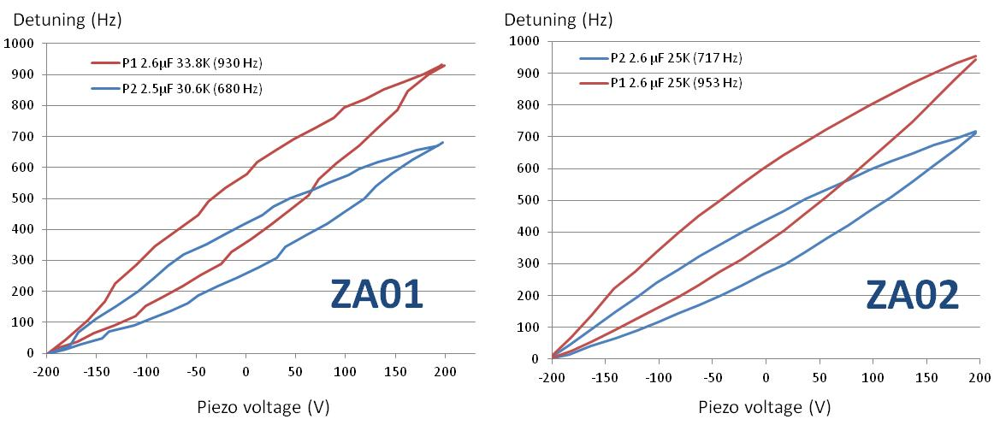 Detuning (Hz)
1000
900
800
700
600
500
400
300
200
100
0
P1 2.6µF 33.8K (930 Hz)
P2 2.5µF 30.6K (680 Hz)
ZA01
-200 -150 -100 -50 0 50 100 150 200
Piezo voltage (V)
Detuning (Hz)
1000
900
800
700
600
500
400
300
200
100
0
P2 2.6 µF 25K (717 Hz)
P1 2.6 µF 25K (953 Hz)
ZA02
-200 -150 -100 -50 0 50 100 150 200
Piezo voltage (V)